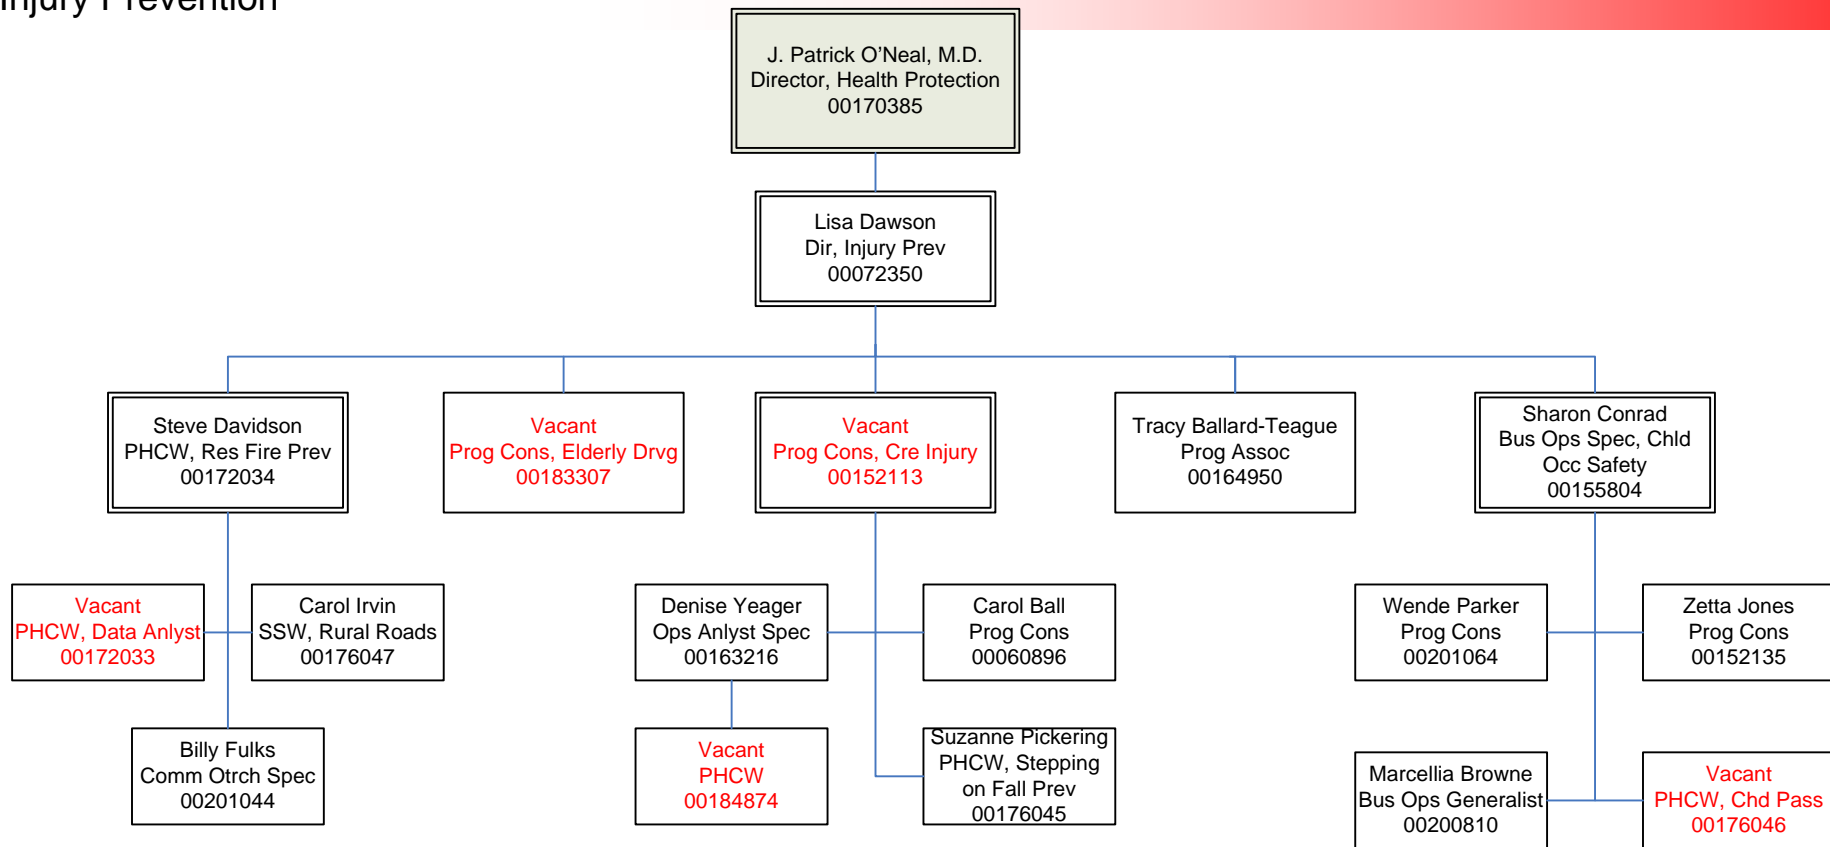 Injury Prevention
J. Patrick O'Neal, M.D.
Director, Health Protection
00170385
Lisa Dawson
Dir, Injury Prev
00072350
Steve Davidson
PHCW, Res Fire Prev
00172034
Vacant
Prog Cons, Elderly Drvg
00183307
Vacant
Prog Cons, Cre Injury
00152113
Tracy Ballard-Teague
Prog Assoc
00164950
Sharon Conrad
Bus Ops Spec, Chld
Occ Safety
00155804
Vacant
PHCW, Data Anlyst
00172033
Carol Irvin
SSW, Rural Roads
00176047
Denise Yeager
Ops Anlyst Spec
00163216
Carol Ball
Prog Cons
00060896
Wende Parker
Prog Cons
00201064
Zetta Jones
Prog Cons
00152135
Billy Fulks
Comm Otrch Spec
00201044
Vacant
PHCW
00184874
Suzanne Pickering
PHCW, Stepping
on Fall Prev
00176045
Marcellia Browne
Bus Ops Generalist
00200810
Vacant
PHCW, Chd Pass
00176046